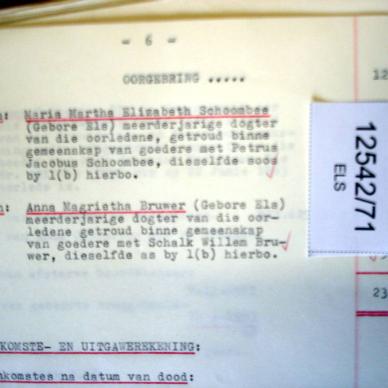 - 6 -
OORGEBRING .....
12
n: Maria Martha Elizabeth Schoombee
(Gebore Els) meerderjarige dogter
van die oorledene, getroud binne
gemeenskap van goedere met Petrus
Jacobus Schoombee, dieselfde soos
by 1(b) hierbo.
n: Anna Magrietha Bruwer (Gebore Els)
meerderjarige dogter van die oor-
ledene getroud binne gemeenskap
van goedere met Schalk Willem Bru-
wer, dieselfde as by 1(b) hierbo.
12542/71
ELS
23
KOMSTE- EN UITGAWEREKENING:
nkomstes na datum van dood: